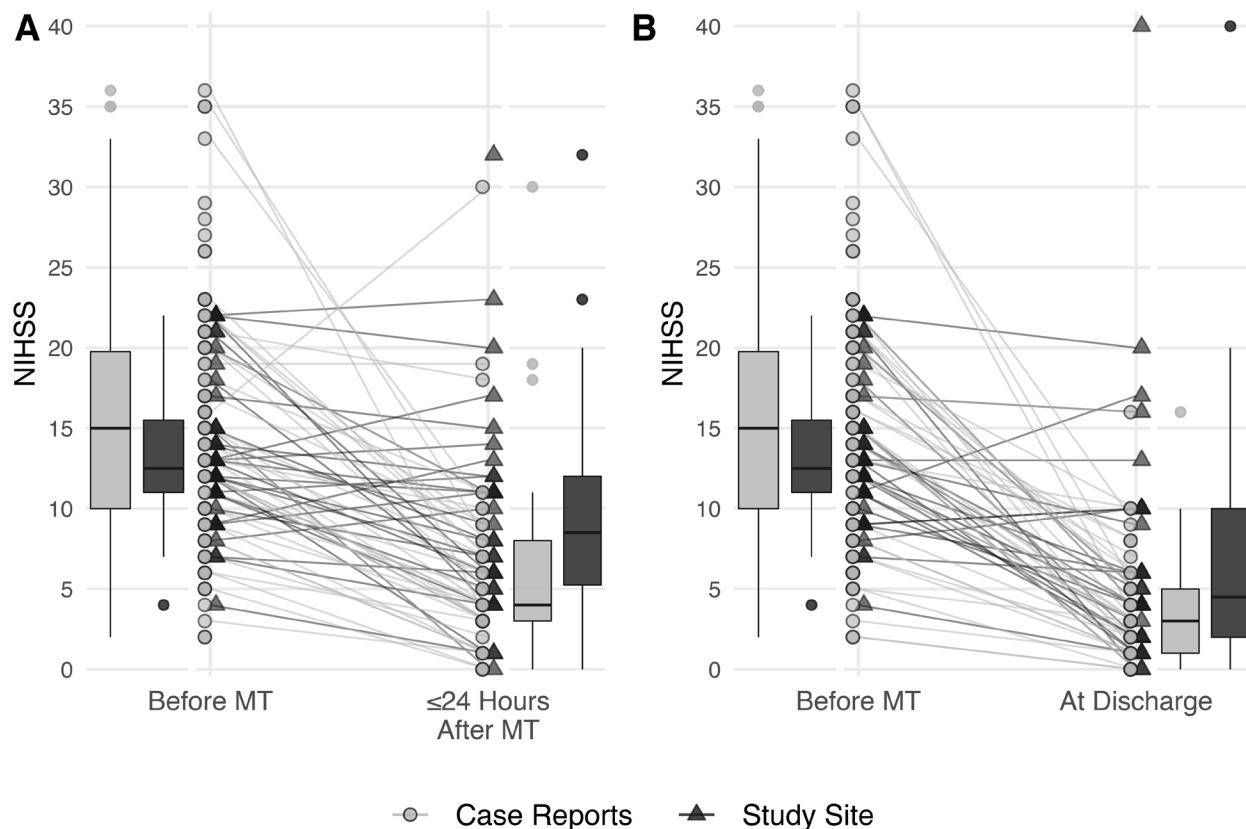 A
B
NIHSS
40
35
30
25
20
15
10
5
0
Before MT
≤24 Hours
After MT
NIHSS
40
35
30
25
20
15
10
5
0
Before MT
At Discharge
Case Reports
Study Site